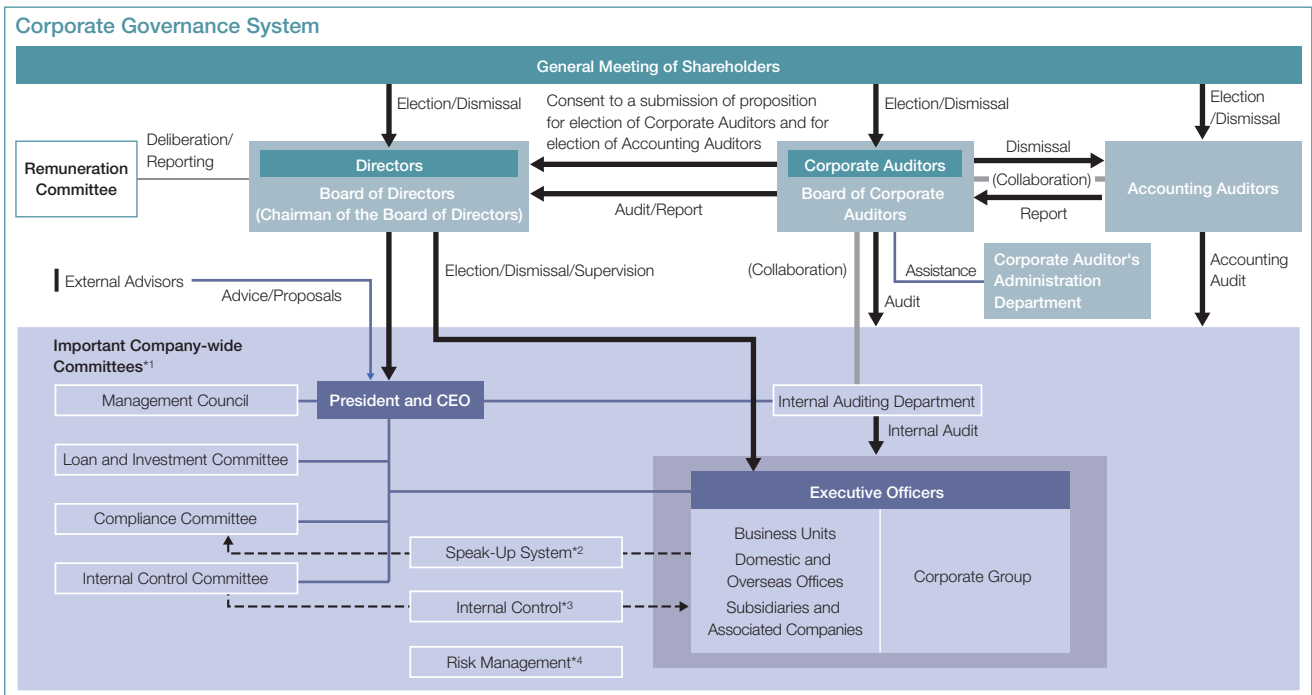 Corporate Governance System
General Meeting of Shareholders
Election/Dismissal
Consent to a submission of proposition
for election of Corporate Auditors and for
election of Accounting Auditors
Election/Dismissal
Election
/Dismissal
Deliberation/
Reporting
Remuneration
Committee
Directors
Board of Directors
(Chairman of the Board of Directors)
Audit/Report
Corporate Auditors
Board of Corporate
Auditors
Dismissal
(Collaboration)
Report
Accounting Auditors
External Advisors
Advice/Proposals
Election/Dismissal/Supervision
(Collaboration)
Audit
Assistance
Corporate Auditor's
Administration
Department
Accounting
Audit
Important Company-wide
Committees*1
Management Council
President and CEO
Internal Auditing Department
Internal Audit
Loan and Investment Committee
Compliance Committee
Internal Control Committee
Speak-Up System*2
Internal Control*3
Risk Management*4
Executive Officers
Business Units
Domestic and
Overseas Offices
Subsidiaries and
Associated Companies
Corporate Group